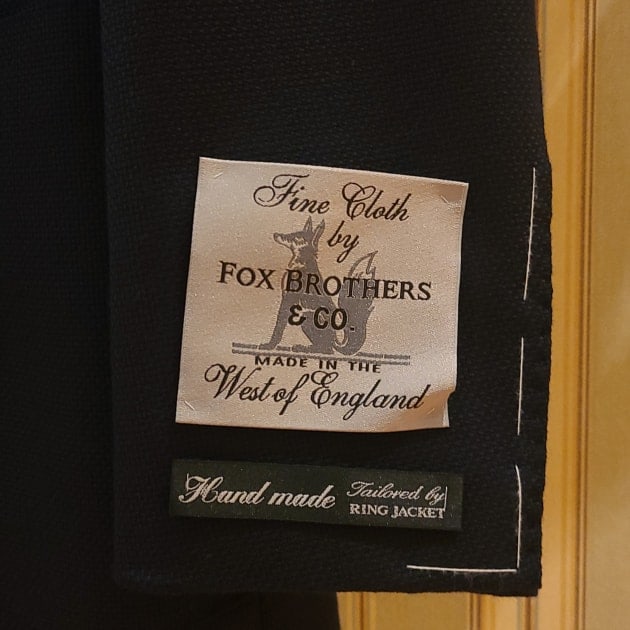 Fine Cloth
by
FOX BROTHERS
& CO.
MADE IN THE
West of England
Hand made
Tailored by
RING JACKET